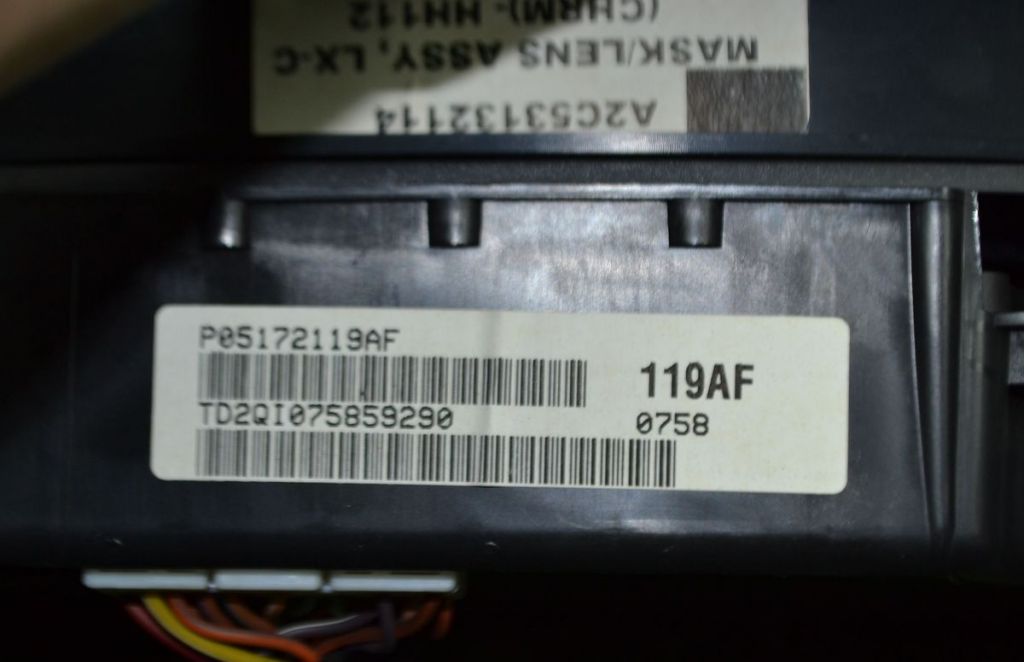 A2C53132114
MASK/LENS ASSY, LX-C
(CHRM)- HH112
P05172119AF
119AF
TD2QI075859290
0758